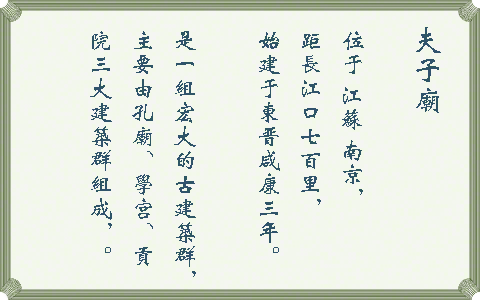 夫子廟
位于江蘇南京，
距長江口七百里，
始建于東晋咸康三年。
是一組宏大的古建築群，
主要由孔廟、學宮、貢
院三大建築群組成，。